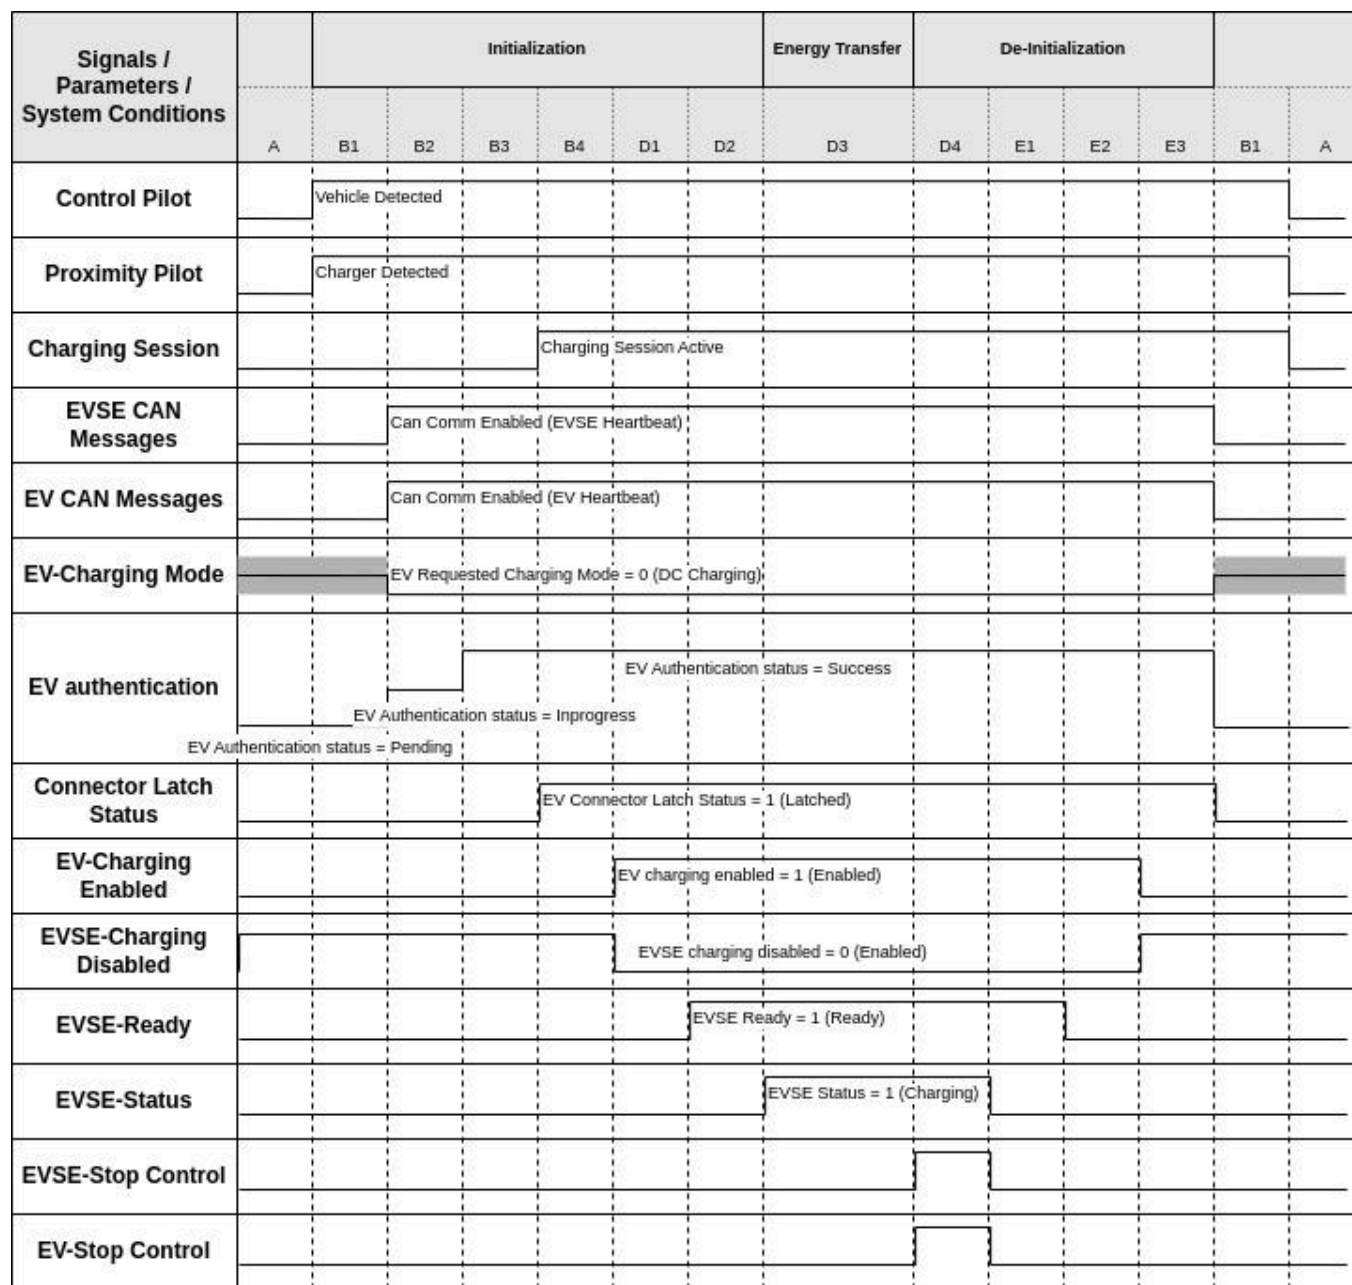 Signals /
Parameters /
System Conditions
Initialization
Energy Transfer
De-Initialization
A B1 B2 B3 B4 D1 D2 D3 D4 E1 E2 E3 B1 A
Control Pilot
Vehicle Detected
Proximity Pilot
Charger Detected
Charging Session
Charging Session Active
EVSE CAN
Messages
Can Comm Enabled (EVSE Heartbeat)
EV CAN Messages
Can Comm Enabled (EV Heartbeat)
EV-Charging Mode
EV Requested Charging Mode = 0 (DC Charging)
EV authentication
EV Authentication status = Success
EV Authentication status = Inprogress
EV Authentication status = Pending
Connector Latch
Status
EV Connector Latch Status = 1 (Latched)
EV-Charging
Enabled
EV charging enabled = 1 (Enabled)
EVSE-Charging
Disabled
EVSE charging disabled = 0 (Enabled)
EVSE-Ready
EVSE Ready = 1 (Ready)
EVSE-Status
EVSE Status = 1 (Charging)
EVSE-Stop Control
EV-Stop Control